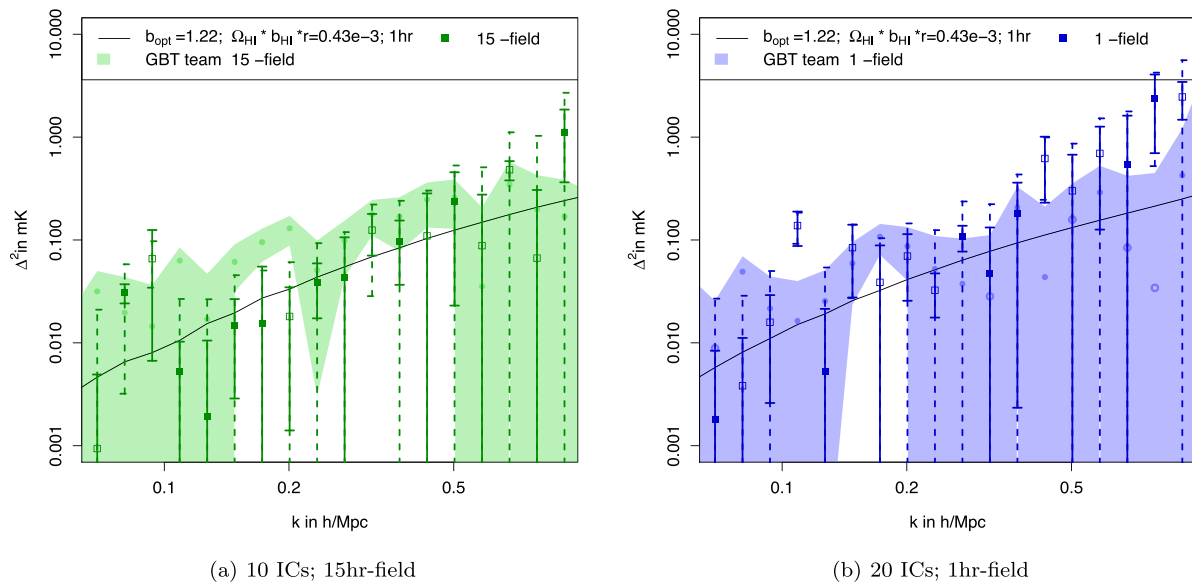 b_opt =1.22; Ω_HI * b_HI * r=0.43e−3; 1hr
15 −field
GBT team 15 −field
10.000
1.000
0.100
0.010
0.001
Δ² in mK
0.1 0.2 0.5
k in h/Mpc
(a) 10 ICs; 15hr-field
b_opt =1.22; Ω_HI * b_HI * r=0.43e−3; 1hr
1 −field
GBT team 1 −field
10.000
1.000
0.100
0.010
0.001
Δ² in mK
0.1 0.2 0.5
k in h/Mpc
(b) 20 ICs; 1hr-field